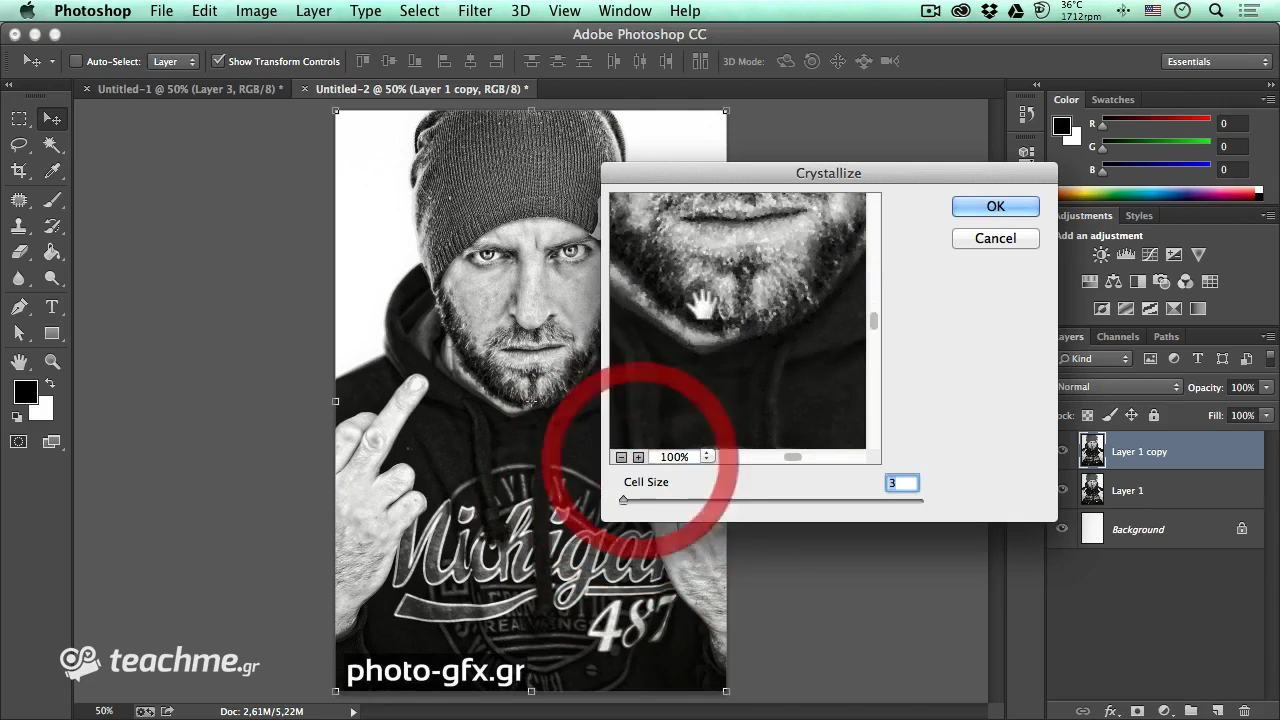 Photoshop File Edit Image Layer Type Select Filter 3D View Window Help
36°C
1712rpm
Adobe Photoshop CC
Auto-Select: Layer Show Transform Controls 3D Mode: Essentials
Untitled-1 @ 50% (Layer 3, RGB/8) * Untitled-2 @ 50% (Layer 1 copy, RGB/8) *
Color Swatches
R 0
G 0
B 0
Crystallize
OK
Cancel
100%
Cell Size 3
Adjustments Styles
Add an adjustment
Layers Channels Paths
Kind
Normal Opacity: 100%
Lock: Fill: 100%
Layer 1 copy
Layer 1
Background
T
Michigan
487
teachme.gr
photo-gfx.gr
50% Doc: 2,61M/5,22M
fx